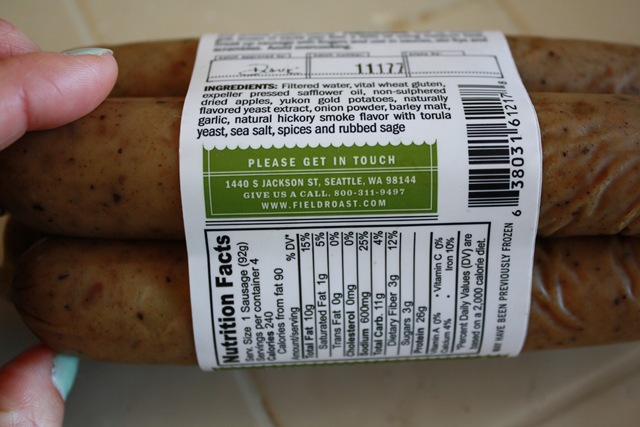 11177
INGREDIENTS: Filtered water, vital wheat gluten,
expeller pressed safflower oil, non-sulphered
dried apples, yukon gold potatoes, naturally
flavored yeast extract, onion powder, barley malt,
garlic, natural hickory smoke flavor with torula
yeast, sea salt, spices and rubbed sage
PLEASE GET IN TOUCH
1440 S JACKSON ST, SEATTLE, WA 98144
GIVE US A CALL. 800-311-9497
WWW.FIELDROAST.COM
6 38031 61217
Nutrition Facts
Serv. Size 1 Sausage (92g)
Servings per container 4
Calories 240
Calories from fat 90
Amount/serving % DV*
Total Fat 10g 15%
Saturated Fat 1g 5%
Trans Fat 0g 0%
Cholesterol 0mg 0%
Sodium 600mg 25%
Total Carb. 11g 4%
Dietary Fiber 3g 12%
Sugars 3g
Protein 26g
Vitamin A 0% • Vitamin C 0%
Calcium 4% • Iron 10%
*Percent Daily Values (DV) are
based on a 2,000 calorie diet.
MAY HAVE BEEN PREVIOUSLY FROZEN